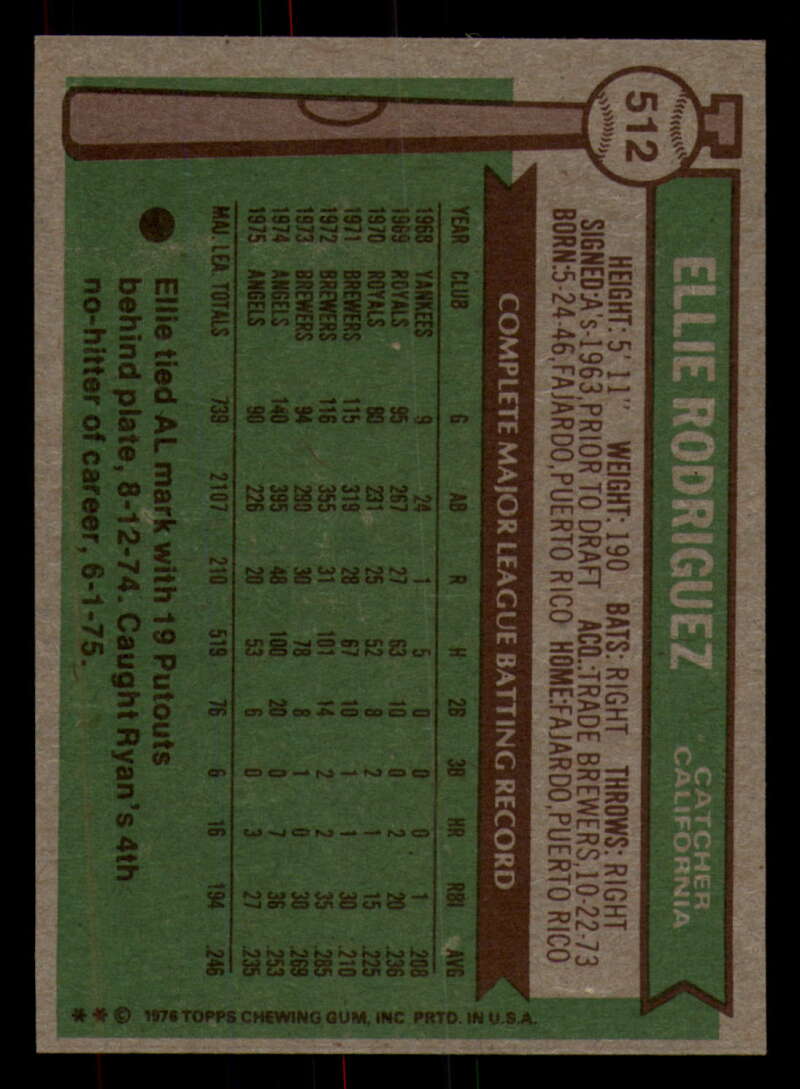 512
ELLIE RODRIGUEZ
CATCHER
CALIFORNIA
HEIGHT: 5' 11" WEIGHT: 190 BATS: RIGHT THROWS: RIGHT
SIGNED:A's-1963,PRIOR TO DRAFT ACQ.:TRADE BREWERS,10-22-73
BORN:5-24-46,FAJARDO,PUERTO RICO HOME:FAJARDO,PUERTO RICO
COMPLETE MAJOR LEAGUE BATTING RECORD
YEAR CLUB G AB R H 2B 3B HR RBI AVG
1968 YANKEES 9 24 1 5 0 0 0 1 .208
1969 ROYALS 95 267 27 63 10 0 2 20 .236
1970 ROYALS 80 231 25 52 8 2 1 15 .225
1971 BREWERS 115 319 28 67 10 1 1 30 .210
1972 BREWERS 116 355 31 101 14 2 2 35 .285
1973 BREWERS 94 290 30 78 8 1 0 30 .269
1974 ANGELS 140 395 48 100 20 0 7 36 .253
1975 ANGELS 90 226 20 53 6 0 3 27 .235
MAJ. LEA. TOTALS 739 2107 210 519 76 6 16 194 .246
Ellie tied AL mark with 19 Putouts
behind plate, 8-12-74. Caught Ryan's 4th
no-hitter of career, 6-1-75.
** © 1976 TOPPS CHEWING GUM, INC PRTD. IN U.S.A.